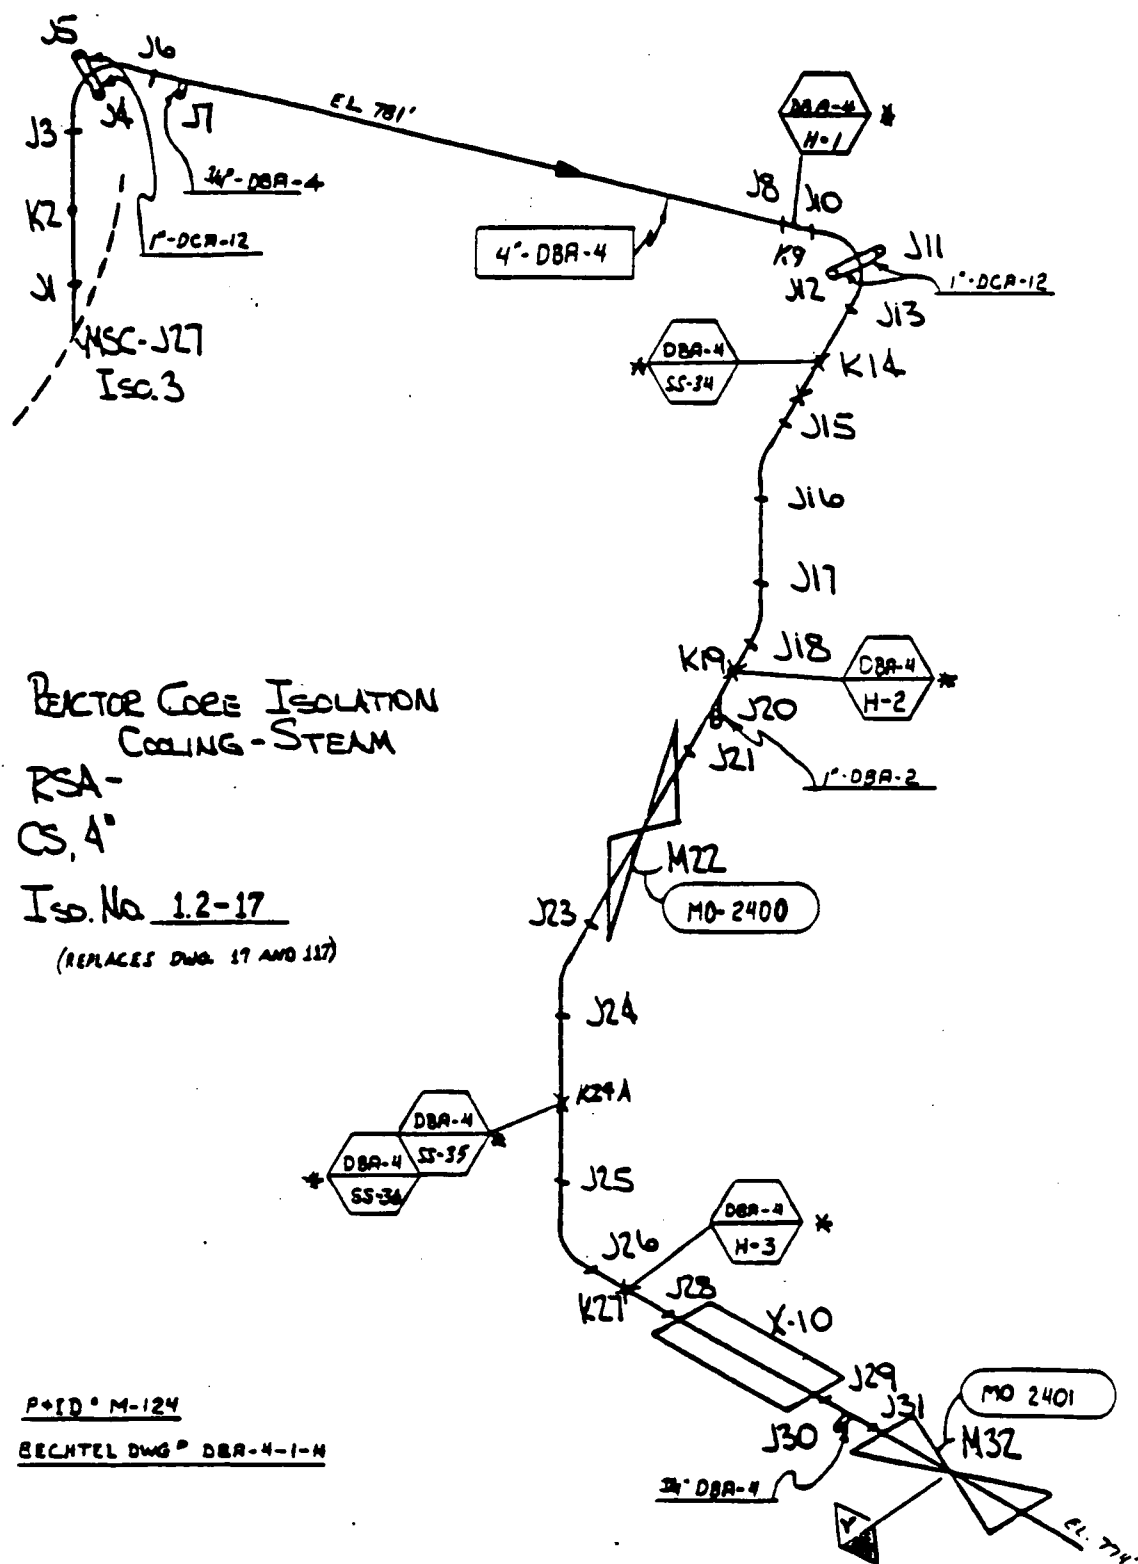 J5
J6
J4
J7
EL 781'
J3
3/4"-DBA-4
K2
1"-DCA-12
J1
MSC-J27
Iso.3
DBA-4
H-1
*
J8
J10
K9
4"-DBA-4
J11
J12
1"-DCA-12
J13
DBA-4
SS-34
*
K14
J15
J16
J17
J18
K19
DBA-4
H-2
*
J20
J21
1"-DBA-2
REACTOR CORE ISOLATION
COOLING-STEAM
RSA-
CS, 4"
Iso. No. 1.2-17
(REPLACES DWG. 17 AND 117)
M22
MO-2400
J23
J24
K24A
DBA-4
SS-35
*
DBA-4
SS-36
*
J25
J26
K27
DBA-4
H-3
*
J28
X-10
J29
J30
J31
MO 2401
M32
3/4" DBA-4
Y
EL. 774'
P+ID# M-124
BECHTEL DWG# DBA-4-1-H